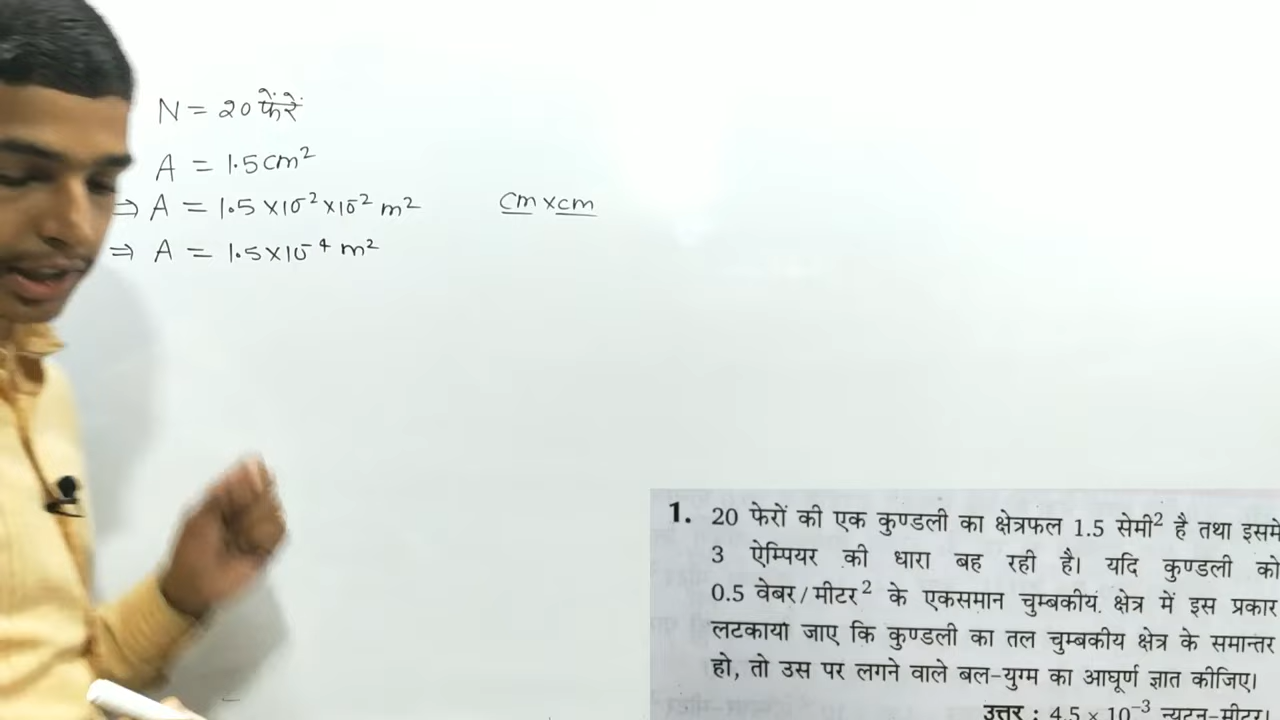 N = 20 फेंरें
A = 1.5 cm²
⇒ A = 1.5 ×10⁻² ×10⁻² m² cm × cm
⇒ A = 1.5×10⁻⁴ m²
1. 20 फेरों की एक कुण्डली का क्षेत्रफल 1.5 सेमी² है तथा इसमे
3 ऐम्पियर की धारा बह रही है। यदि कुण्डली को
0.5 वेबर/मीटर² के एकसमान चुम्बकीय क्षेत्र में इस प्रकार
लटकाया जाए कि कुण्डली का तल चुम्बकीय क्षेत्र के समान्तर
हो, तो उस पर लगने वाले बल-युग्म का आघूर्ण ज्ञात कीजिए।
उत्तर : 4.5 × 10⁻³ न्यूटन-मीटर।